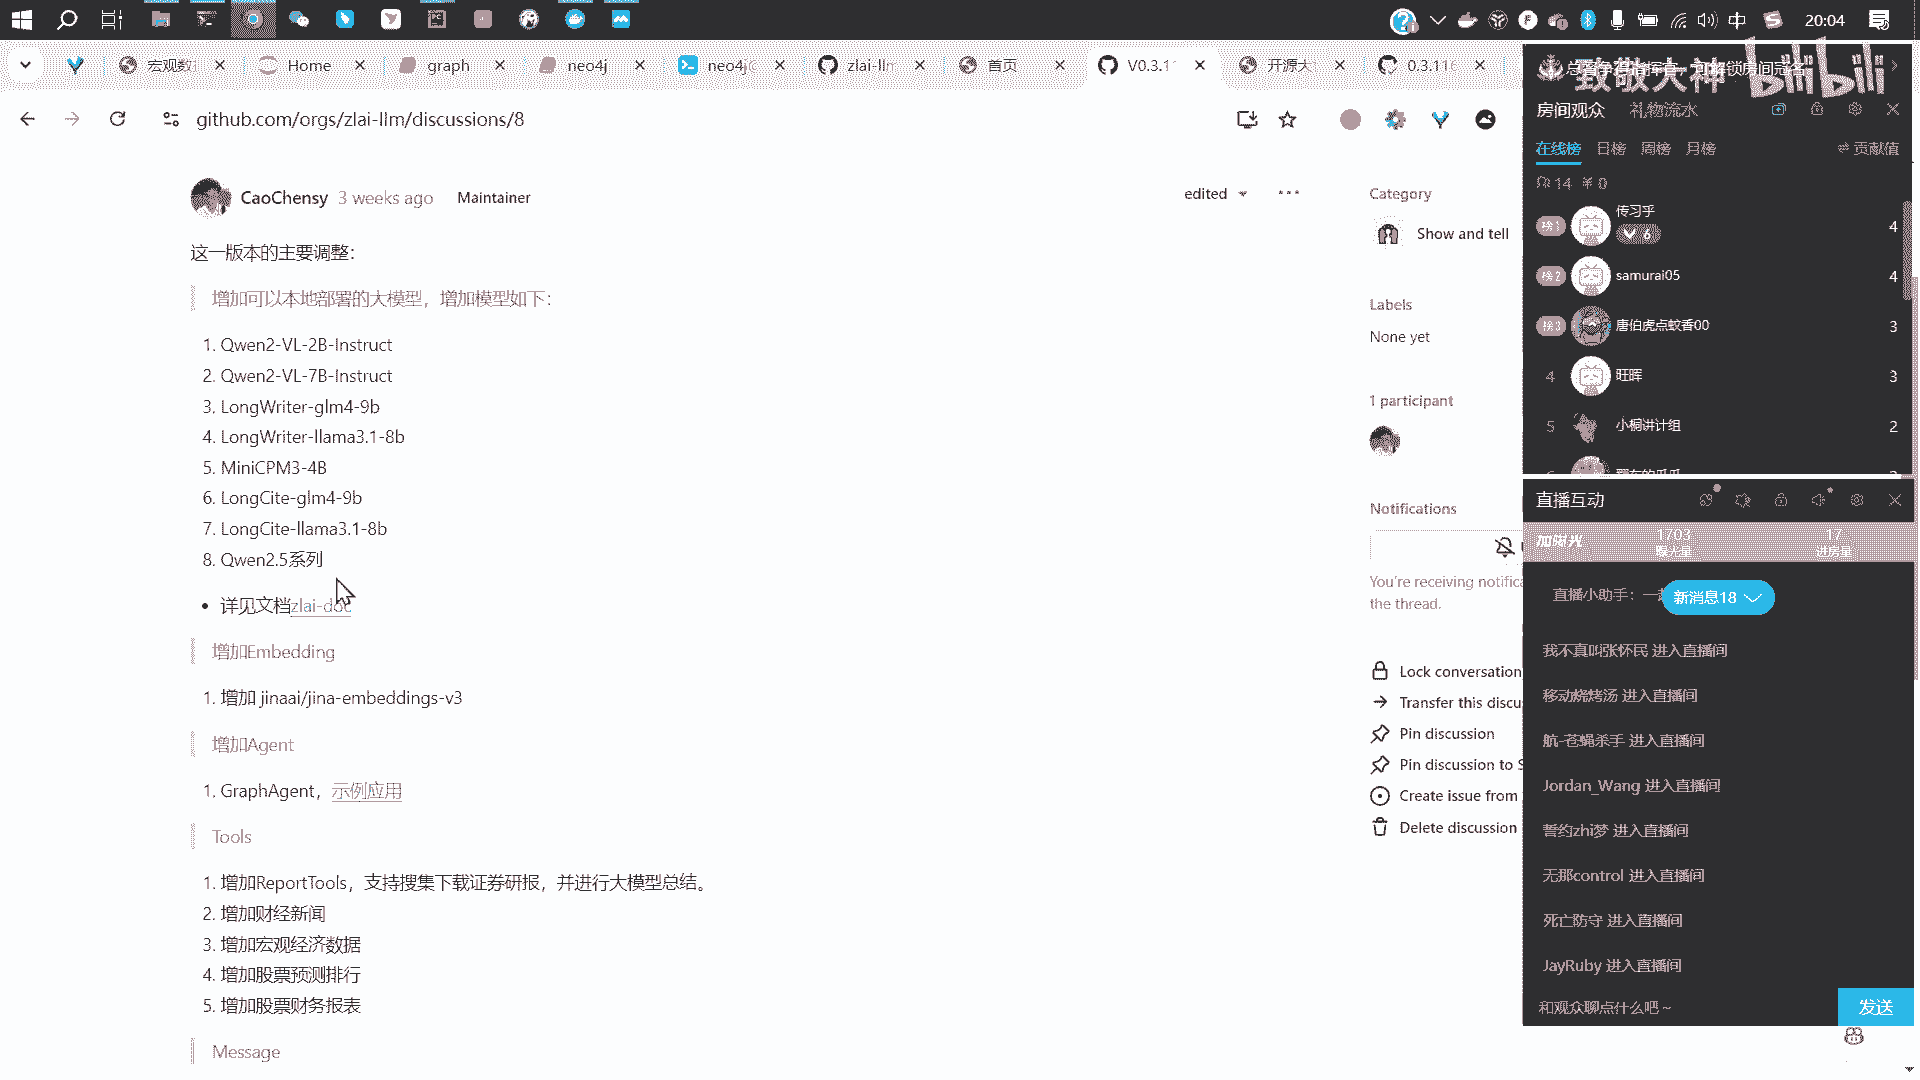 20:04
中
宏观数
Home
graph
neo4j
neo4j
zlai-llm
首页
V0.3.1
开源大
0.3.116
github.com/orgs/zlai-llm/discussions/8
CaoChensy 3 weeks ago Maintainer
edited
这一版本的主要调整：
增加可以本地部署的大模型，增加模型如下：
1. Qwen2-VL-2B-Instruct
2. Qwen2-VL-7B-Instruct
3. LongWriter-glm4-9b
4. LongWriter-llama3.1-8b
5. MiniCPM3-4B
6. LongCite-glm4-9b
7. LongCite-llama3.1-8b
8. Qwen2.5系列
详见文档zlai-doc
增加Embedding
1. 增加 jinaai/jina-embeddings-v3
增加Agent
1. GraphAgent，示例应用
Tools
1. 增加ReportTools，支持搜集下载证券研报，并进行大模型总结。
2. 增加财经新闻
3. 增加宏观经济数据
4. 增加股票预测排行
5. 增加股票财务报表
Message
Category
Show and tell
Labels
None yet
1 participant
Notifications
You're receiving notific
the thread.
Lock conversation
Transfer this discu
Pin discussion
Pin discussion to S
Create issue from
Delete discussion
致敬大神 bilibili
房间观众 礼物流水
在线榜 日榜 周榜 月榜 贡献值
14 ¥ 0
榜1 传习乎 4
6
榜2 samurai05 4
榜3 唐伯虎点蚊香00 3
4 旺晖 3
5 小桐讲计组 2
直播互动
加曝光 1703 17
曝光量 进房量
直播小助手：一起
新消息18
我不真叫张怀民 进入直播间
移动烧烤汤 进入直播间
航-苍蝇杀手 进入直播间
Jordan_Wang 进入直播间
誓约zhi梦 进入直播间
无那control 进入直播间
死亡防守 进入直播间
JayRuby 进入直播间
和观众聊点什么吧~
发送